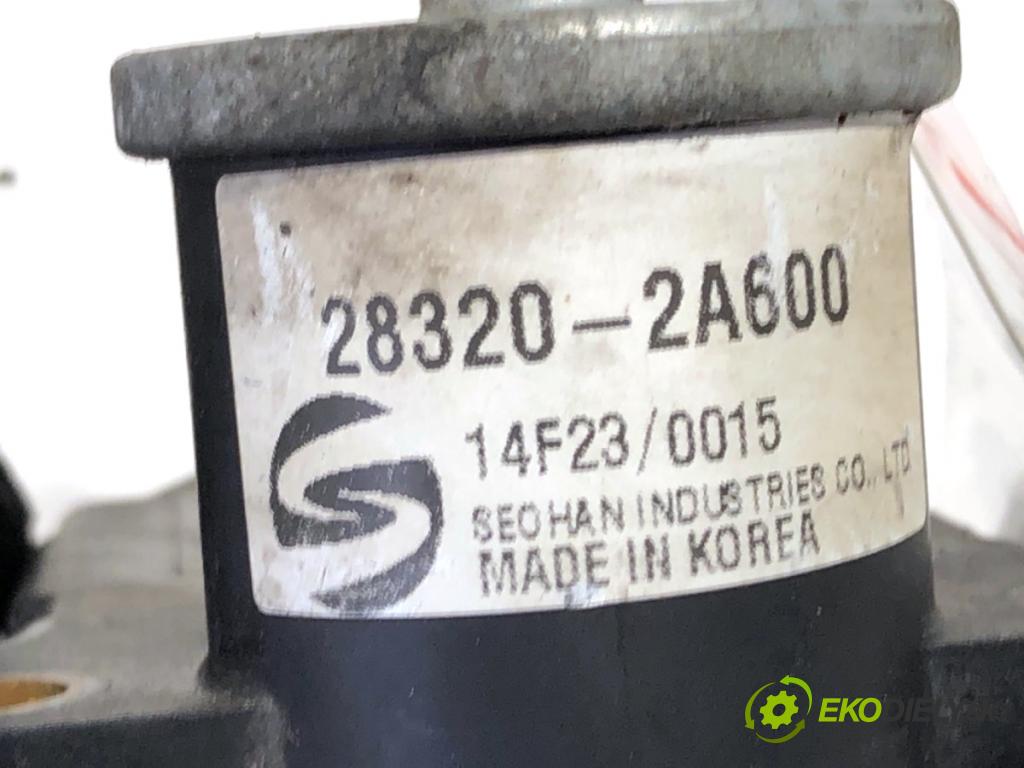 28320-2A600
14F23/0015
SEOHAN INDUSTRIES CO., LTD
MADE IN KOREA
EKODIELY